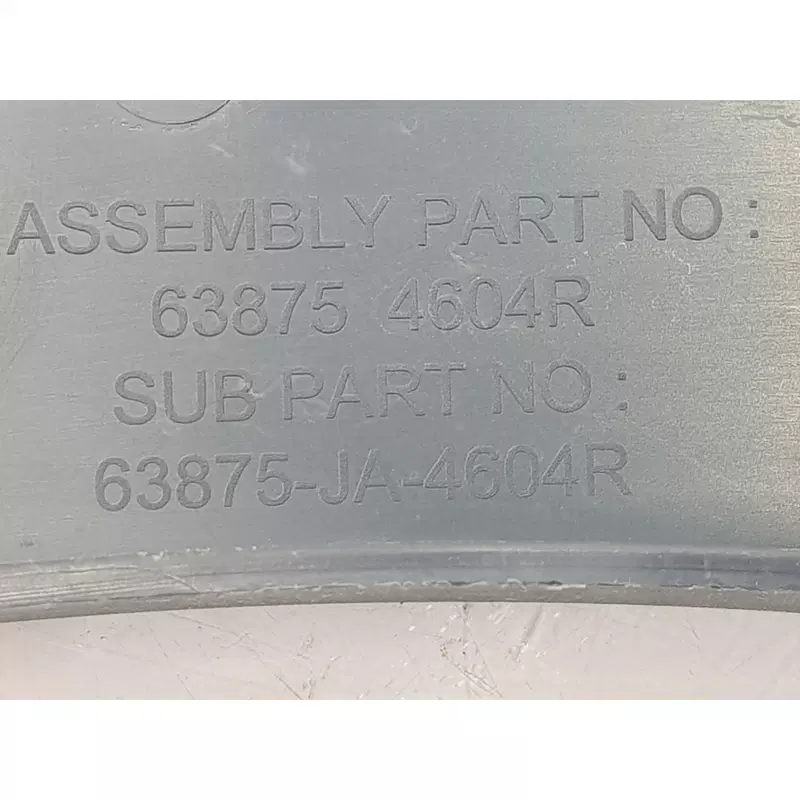 ASSEMBLY PART NO :
63875 4604R
SUB PART NO :
63875-JA-4604R